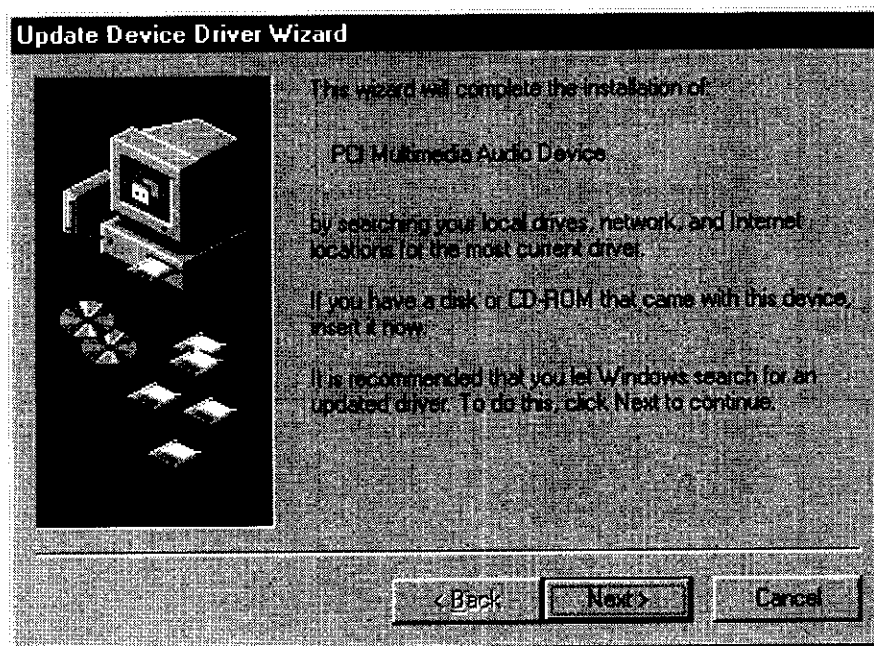 Update Device Driver Wizard
This wizard will complete the installation of:
PCI Multimedia Audio Device
by searching your local drives, network, and Internet
locations for the most current driver.
If you have a disk or CD-ROM that came with this device,
insert it now.
It is recommended that you let Windows search for an
updated driver. To do this, click Next to continue.
< Back
Next >
Cancel